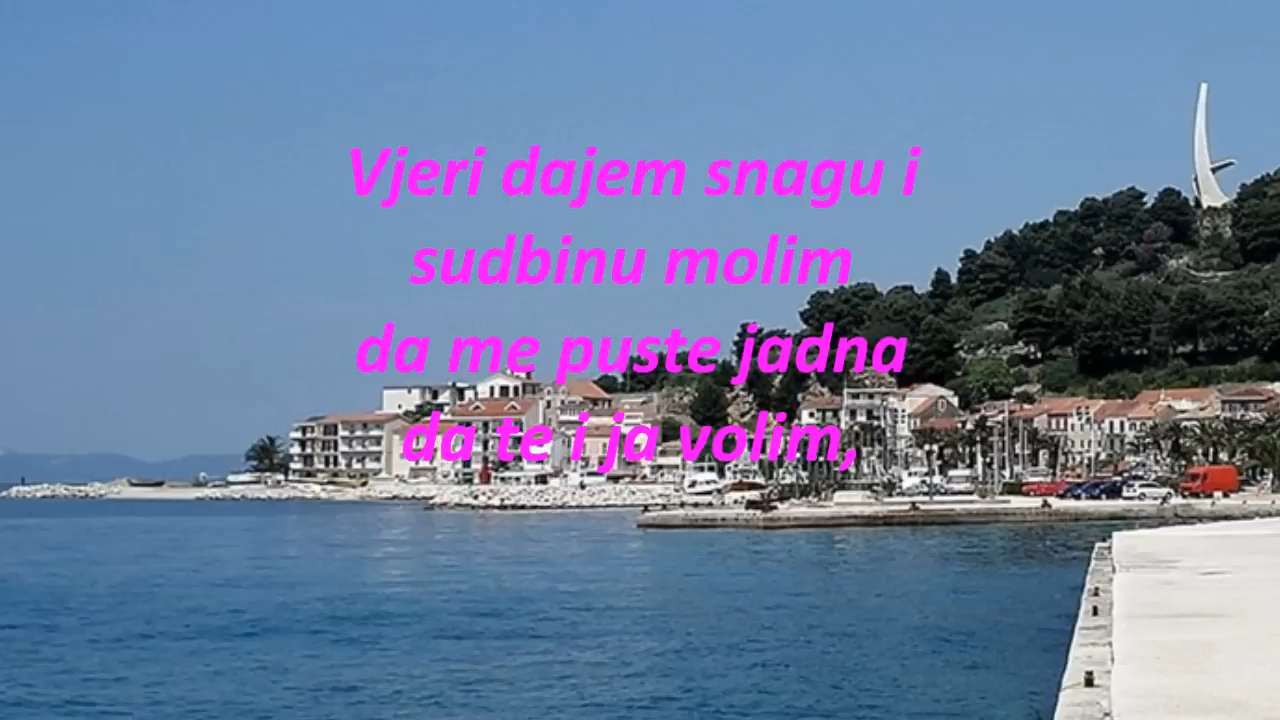 Vjeri dajem snagu i
sudbinu molim
da me puste jadna
da te i ja volim,